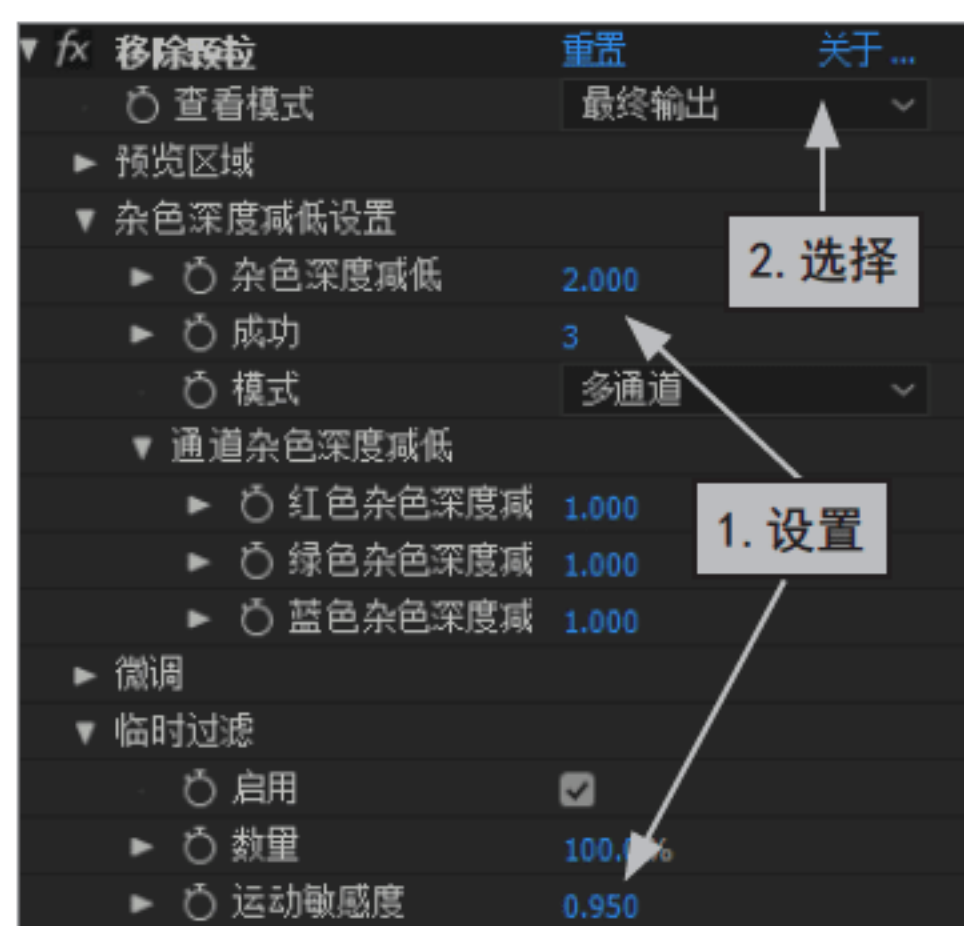 fx 移除颗粒 重置 关于...
查看模式 最终输出
预览区域
杂色深度减低设置
2. 选择
杂色深度减低 2.000
成功 3
模式 多通道
通道杂色深度减低
红色杂色深度减 1.000
1. 设置
绿色杂色深度减 1.000
蓝色杂色深度减 1.000
微调
临时过滤
启用
数量 100.0%
运动敏感度 0.950